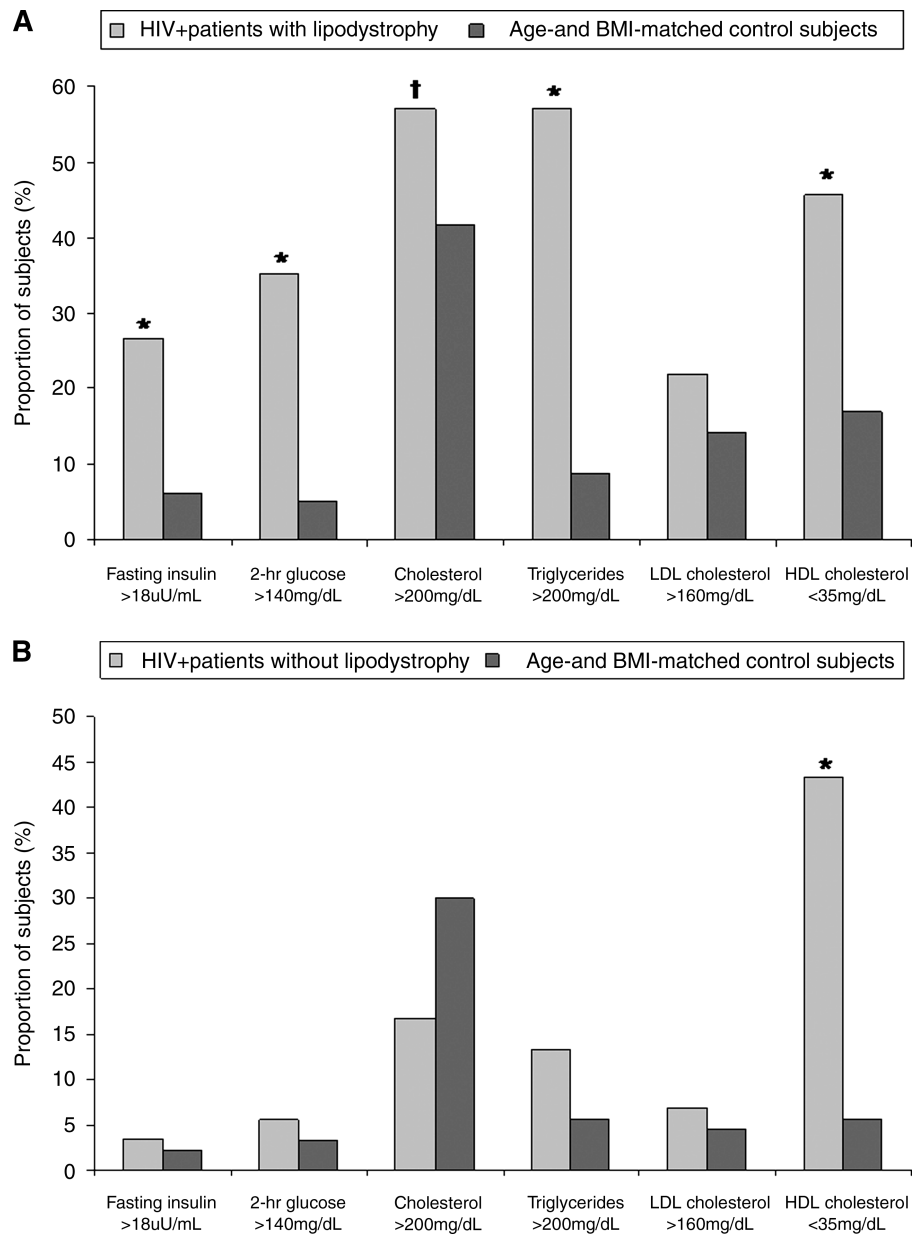 A
HIV+patients with lipodystrophy Age-and BMI-matched control subjects
Proportion of subjects (%)
60
50
40
30
20
10
0
† * * * *
Fasting insulin 2-hr glucose Cholesterol Triglycerides LDL cholesterol HDL cholesterol
>18uU/mL >140mg/dL >200mg/dL >200mg/dL >160mg/dL <35mg/dL
B
HIV+patients without lipodystrophy Age-and BMI-matched control subjects
Proportion of subjects (%)
50
45
40
35
30
25
20
15
10
5
0
*
Fasting insulin 2-hr glucose Cholesterol Triglycerides LDL cholesterol HDL cholesterol
>18uU/mL >140mg/dL >200mg/dL >200mg/dL >160mg/dL <35mg/dL